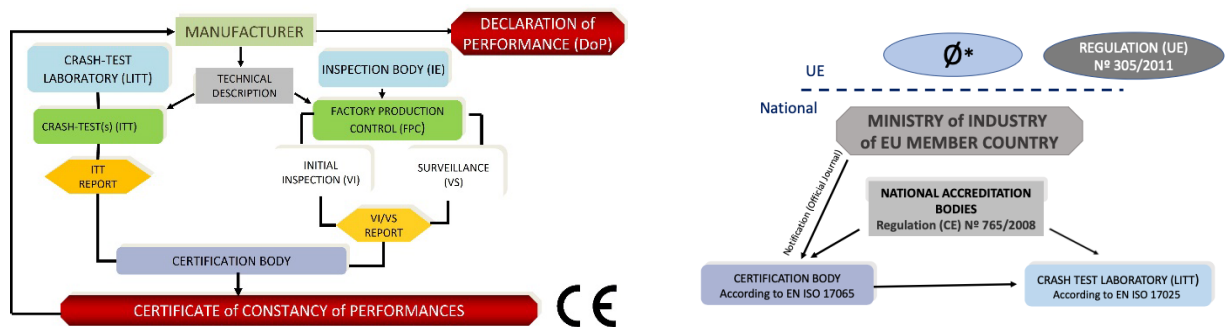 MANUFACTURER
DECLARATION of
PERFORMANCE (DoP)
CRASH-TEST
LABORATORY (LITT)
TECHNICAL
DESCRIPTION
INSPECTION BODY (IE)
CRASH-TEST(s) (ITT)
FACTORY PRODUCTION
CONTROL (FPC)
ITT
REPORT
INITIAL
INSPECTION (VI)
SURVEILLANCE
(VS)
VI/VS
REPORT
CERTIFICATION BODY
CERTIFICATE of CONSTANCY of PERFORMANCES
CE
Ø*
REGULATION (UE)
Nº 305/2011
UE
National
MINISTRY of INDUSTRY
of EU MEMBER COUNTRY
Notification (Official Journal)
NATIONAL ACCREDITATION
BODIES
Regulation (CE) Nº 765/2008
CERTIFICATION BODY
According to EN ISO 17065
CRASH TEST LABORATORY (LITT)
According to EN ISO 17025